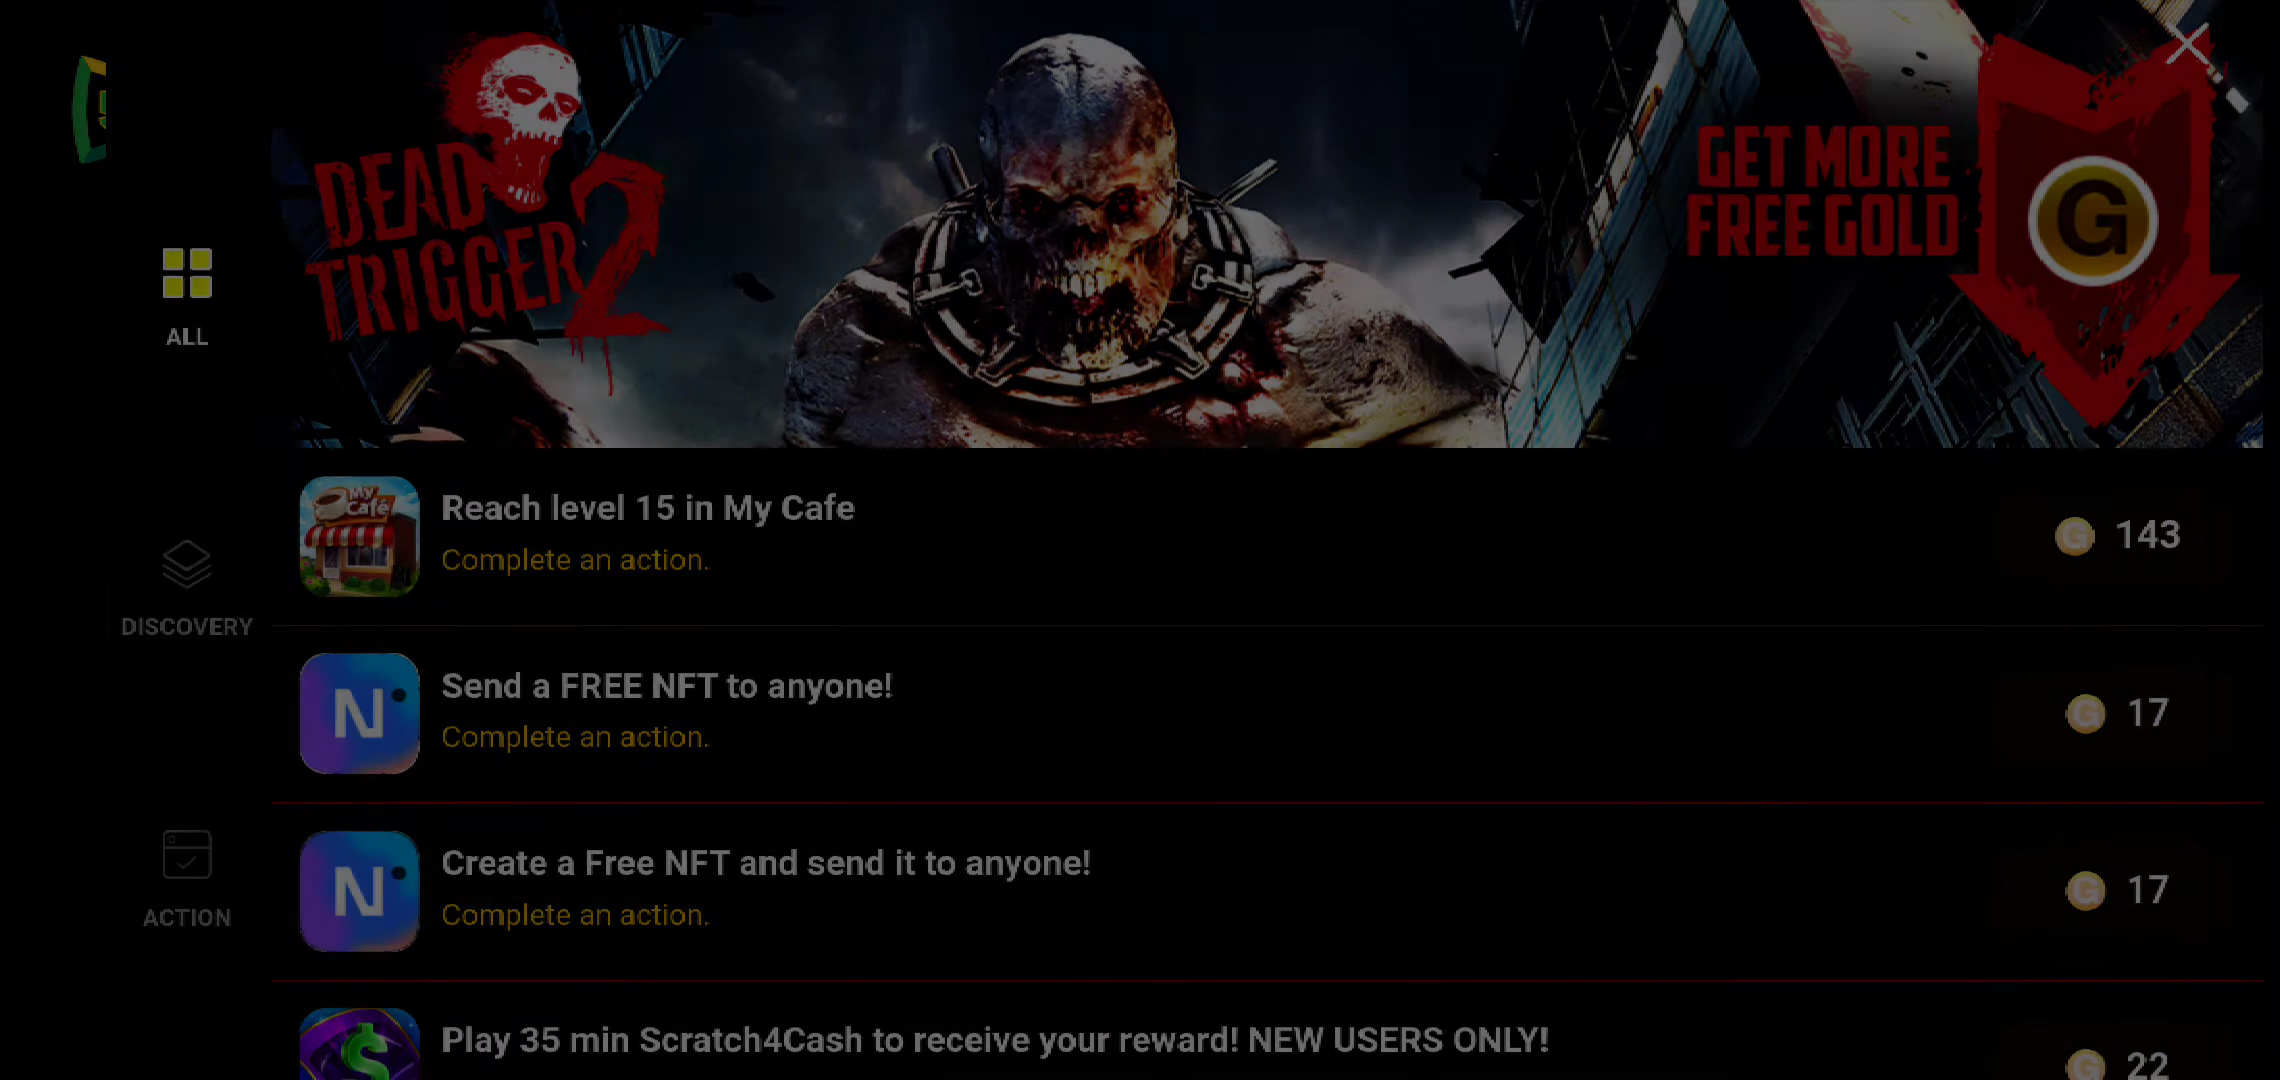 DEAD
TRIGGER 2
GET MORE
FREE GOLD
G
ALL
DISCOVERY
ACTION
My
Café
Reach level 15 in My Cafe
Complete an action.
G 143
N
Send a FREE NFT to anyone!
Complete an action.
G 17
N
Create a Free NFT and send it to anyone!
Complete an action.
G 17
$
Play 35 min Scratch4Cash to receive your reward! NEW USERS ONLY!
G 22